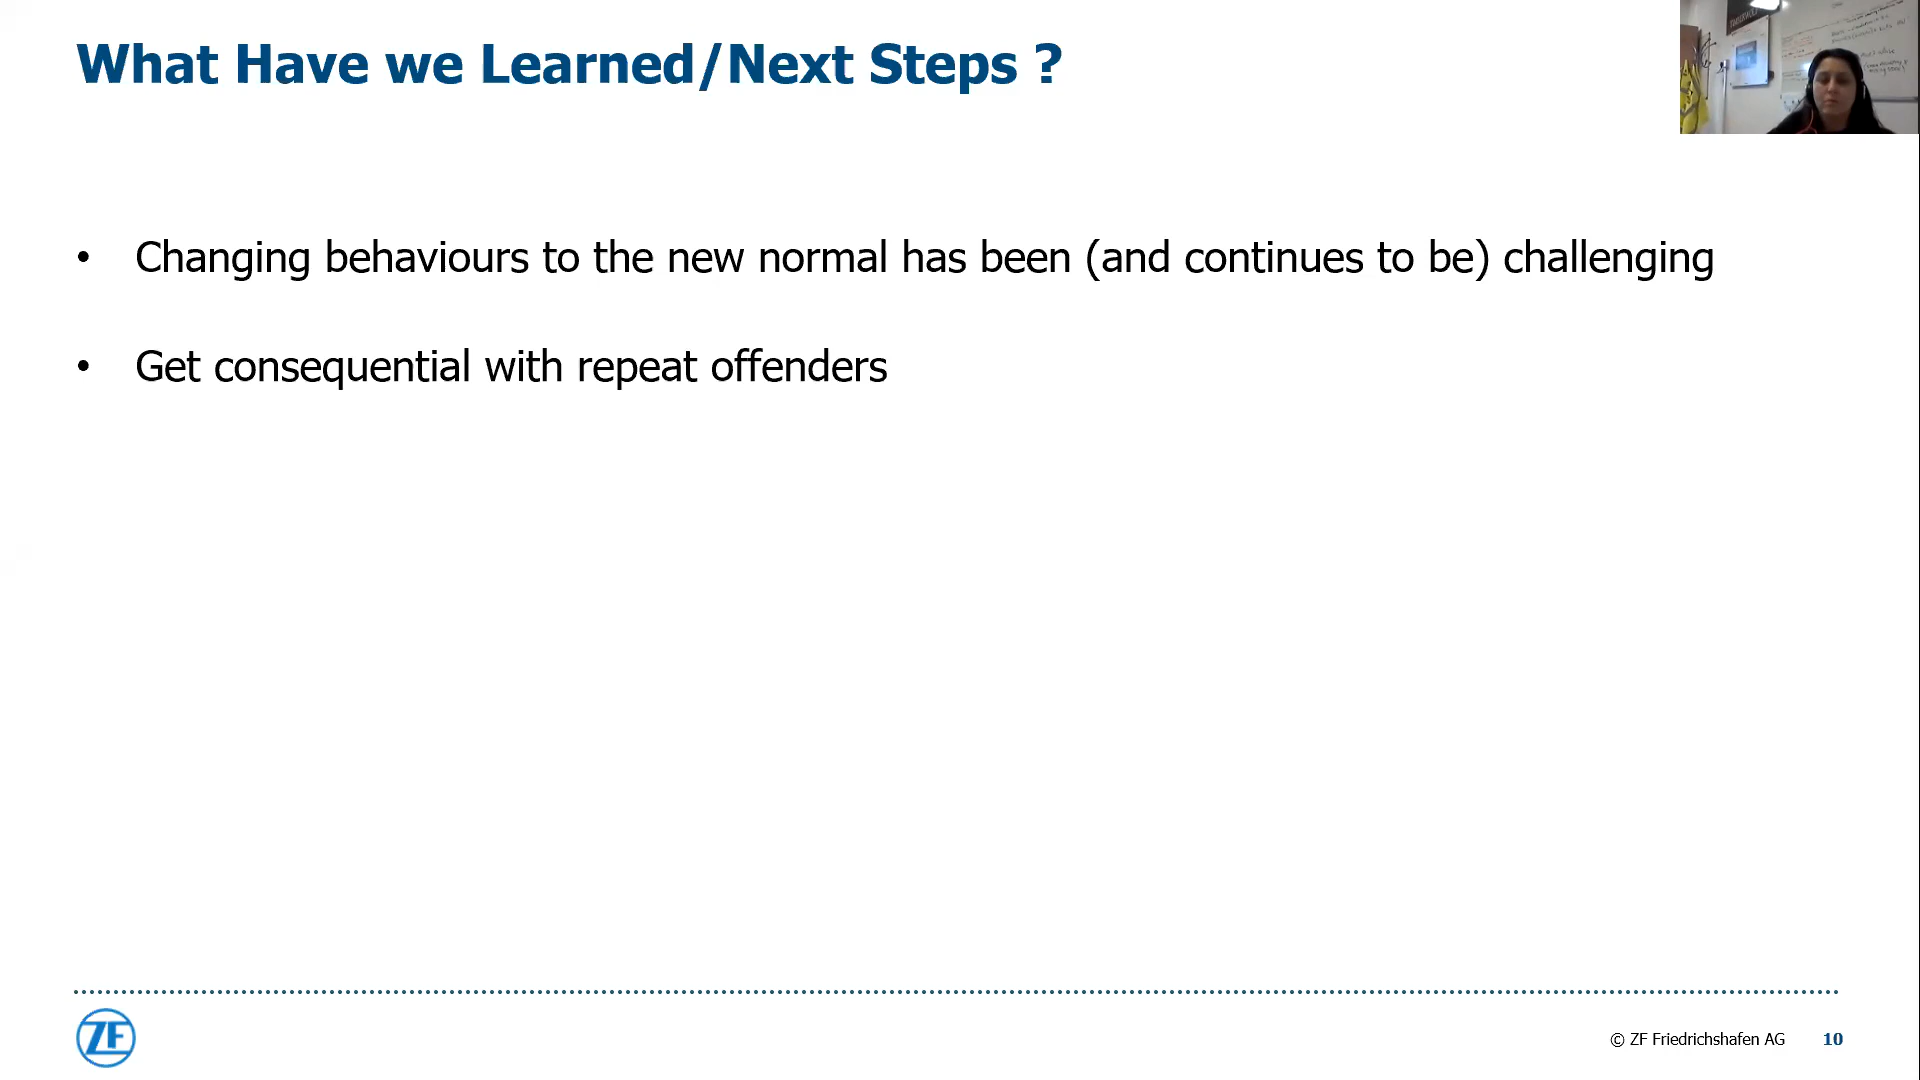 What Have we Learned/Next Steps ?
• Changing behaviours to the new normal has been (and continues to be) challenging
• Get consequential with repeat offenders
ZF
© ZF Friedrichshafen AG 10